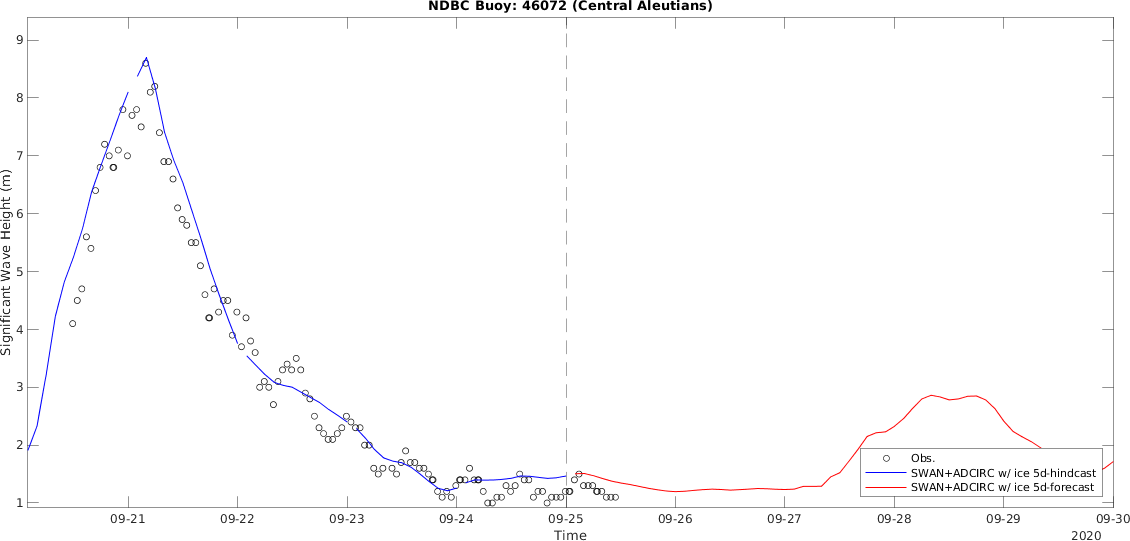 NDBC Buoy: 46072 (Central Aleutians)
9
8
7
6
5
4
3
2
1
Significant Wave Height (m)
Obs.
SWAN+ADCIRC w/ ice 5d-hindcast
SWAN+ADCIRC w/ ice 5d-forecast
09-21 09-22 09-23 09-24 09-25 09-26 09-27 09-28 09-29 09-30
Time
2020